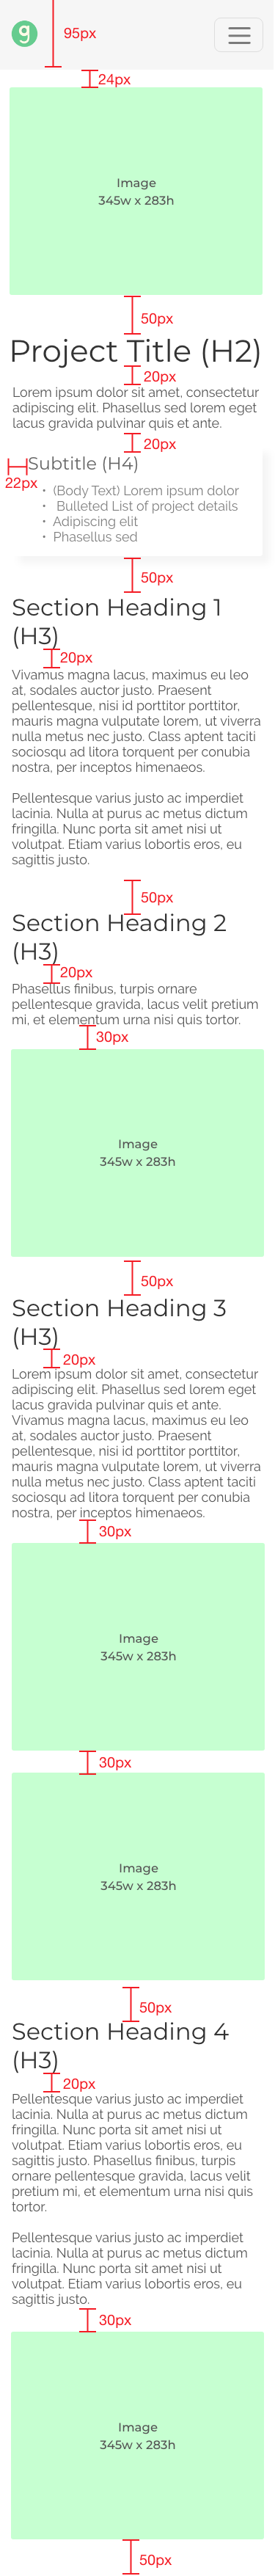 g
95px
24px
Image
345w x 283h
50px
Project Title (H2)
20px
Lorem ipsum dolor sit amet, consectetur
adipiscing elit. Phasellus sed lorem eget
lacus gravida pulvinar quis et ante.
20px
Subtitle (H4)
22px
• (Body Text) Lorem ipsum dolor
• Bulleted List of project details
• Adipiscing elit
• Phasellus sed
50px
Section Heading 1
(H3)
20px
Vivamus magna lacus, maximus eu leo
at, sodales auctor justo. Praesent
pellentesque, nisi id porttitor porttitor,
mauris magna vulputate lorem, ut viverra
nulla metus nec justo. Class aptent taciti
sociosqu ad litora torquent per conubia
nostra, per inceptos himenaeos.
Pellentesque varius justo ac imperdiet
lacinia. Nulla at purus ac metus dictum
fringilla. Nunc porta sit amet nisi ut
volutpat. Etiam varius lobortis eros, eu
sagittis justo.
50px
Section Heading 2
(H3)
20px
Phasellus finibus, turpis ornare
pellentesque gravida, lacus velit pretium
mi, et elementum urna nisi quis tortor.
30px
Image
345w x 283h
50px
Section Heading 3
(H3)
20px
Lorem ipsum dolor sit amet, consectetur
adipiscing elit. Phasellus sed lorem eget
lacus gravida pulvinar quis et ante.
Vivamus magna lacus, maximus eu leo
at, sodales auctor justo. Praesent
pellentesque, nisi id porttitor porttitor,
mauris magna vulputate lorem, ut viverra
nulla metus nec justo. Class aptent taciti
sociosqu ad litora torquent per conubia
nostra, per inceptos himenaeos.
30px
Image
345w x 283h
30px
Image
345w x 283h
50px
Section Heading 4
(H3)
20px
Pellentesque varius justo ac imperdiet
lacinia. Nulla at purus ac metus dictum
fringilla. Nunc porta sit amet nisi ut
volutpat. Etiam varius lobortis eros, eu
sagittis justo. Phasellus finibus, turpis
ornare pellentesque gravida, lacus velit
pretium mi, et elementum urna nisi quis
tortor.
Pellentesque varius justo ac imperdiet
lacinia. Nulla at purus ac metus dictum
fringilla. Nunc porta sit amet nisi ut
volutpat. Etiam varius lobortis eros, eu
sagittis justo.
30px
Image
345w x 283h
50px